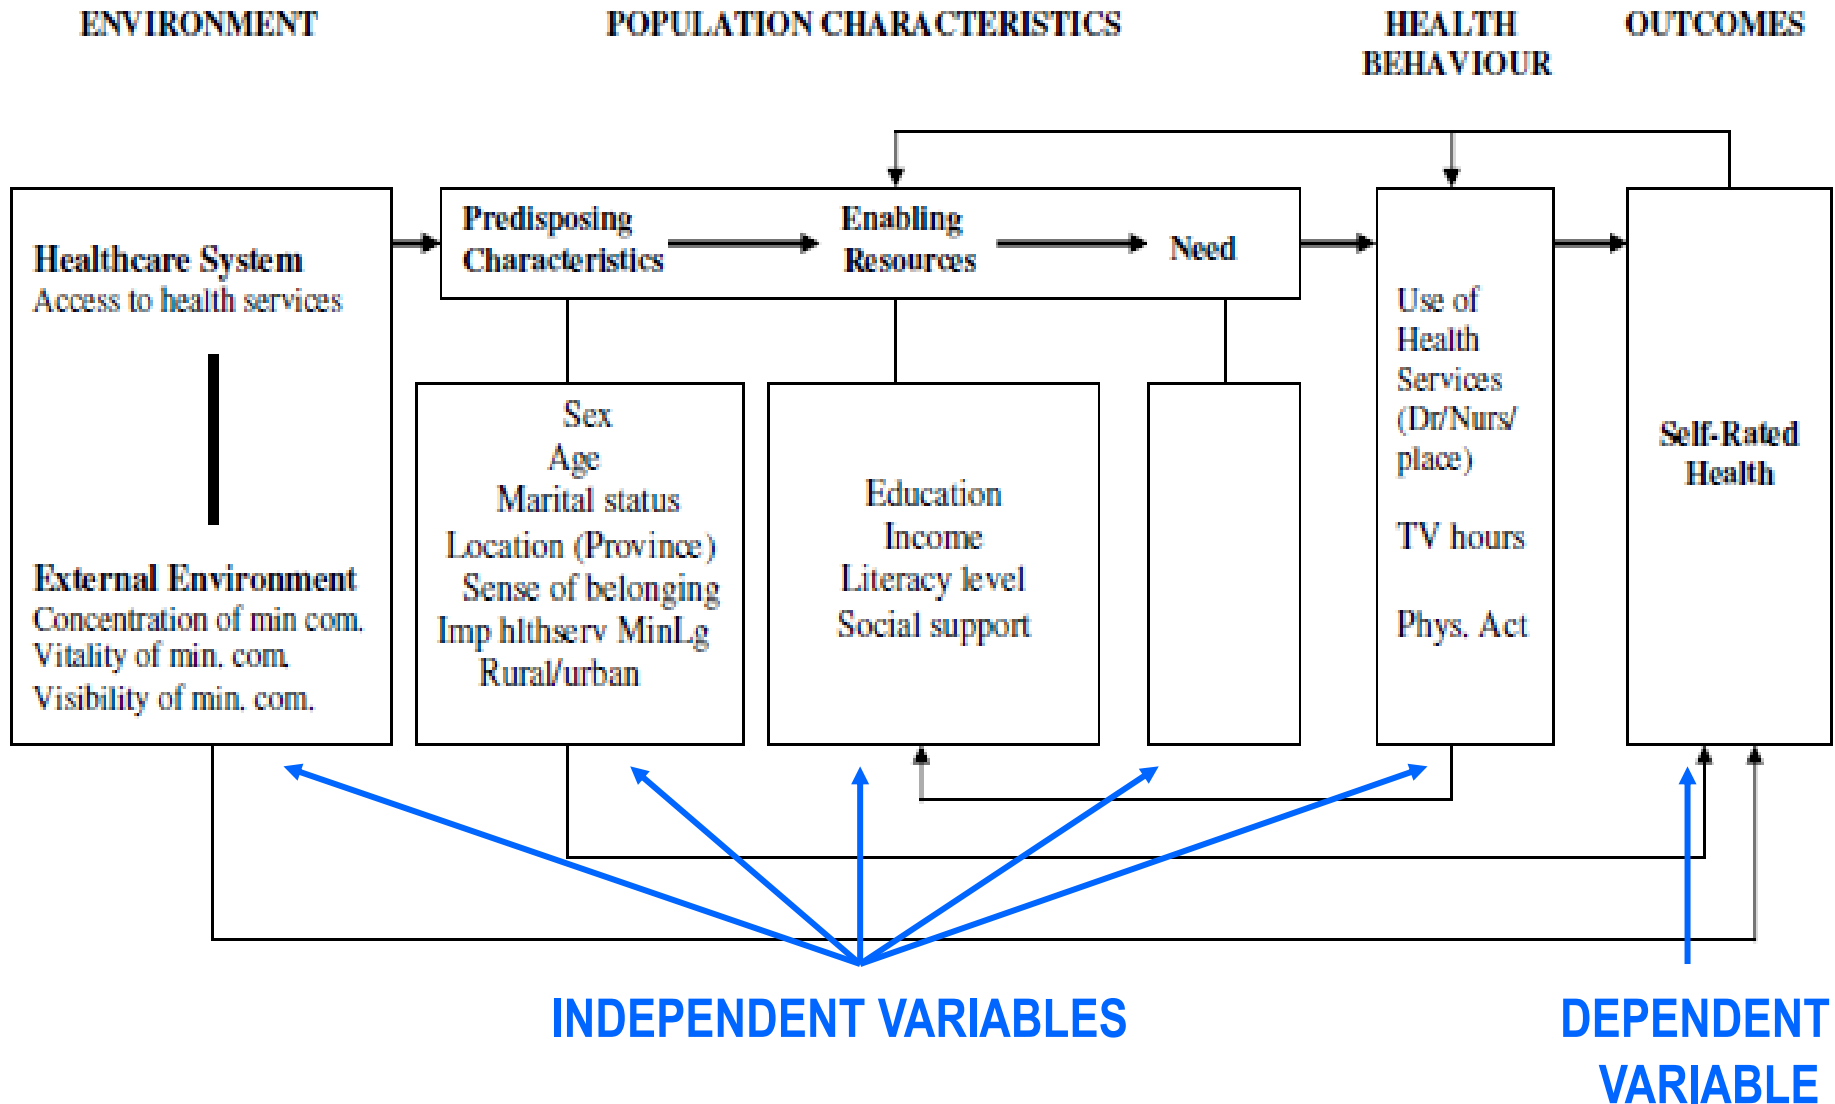 ENVIRONMENT
POPULATION CHARACTERISTICS
HEALTH
BEHAVIOUR
OUTCOMES
Healthcare System
Access to health services
External Environment
Concentration of min com.
Vitality of min. com.
Visibility of min. com.
Predisposing
Characteristics
Enabling
Resources
Need
Sex
Age
Marital status
Location (Province)
Sense of belonging
Imp hlthserv MinLg
Rural/urban
Education
Income
Literacy level
Social support
Use of
Health
Services
(Dr/Nurs/
place)
TV hours
Phys. Act
Self-Rated
Health
INDEPENDENT VARIABLES
DEPENDENT
VARIABLE